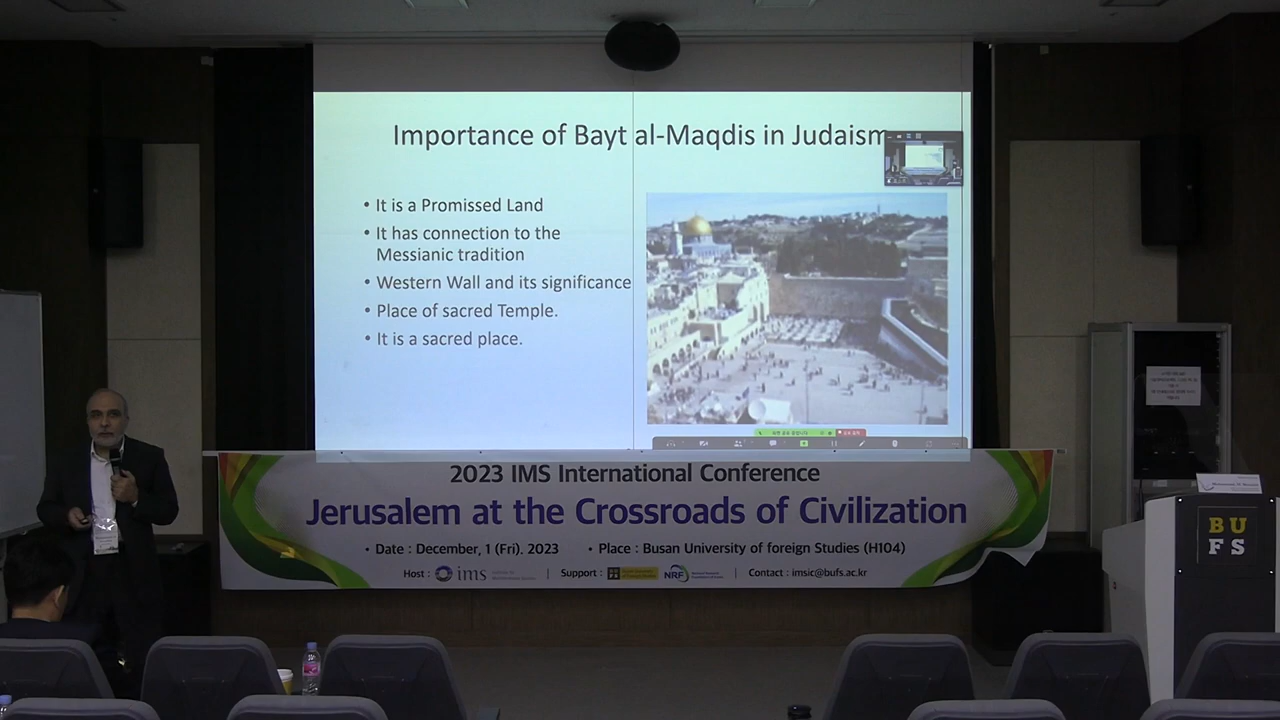 Importance of Bayt al-Maqdis in Judaism
• It is a Promissed Land
• It has connection to the
Messianic tradition
• Western Wall and its significance
• Place of sacred Temple.
• It is a sacred place.
2023 IMS International Conference
Jerusalem at the Crossroads of Civilization
• Date : December, 1 (Fri). 2023 • Place : Busan University of foreign Studies (H104)
Host : ims | Support : NRF | Contact : imsic@bufs.ac.kr
BU
FS